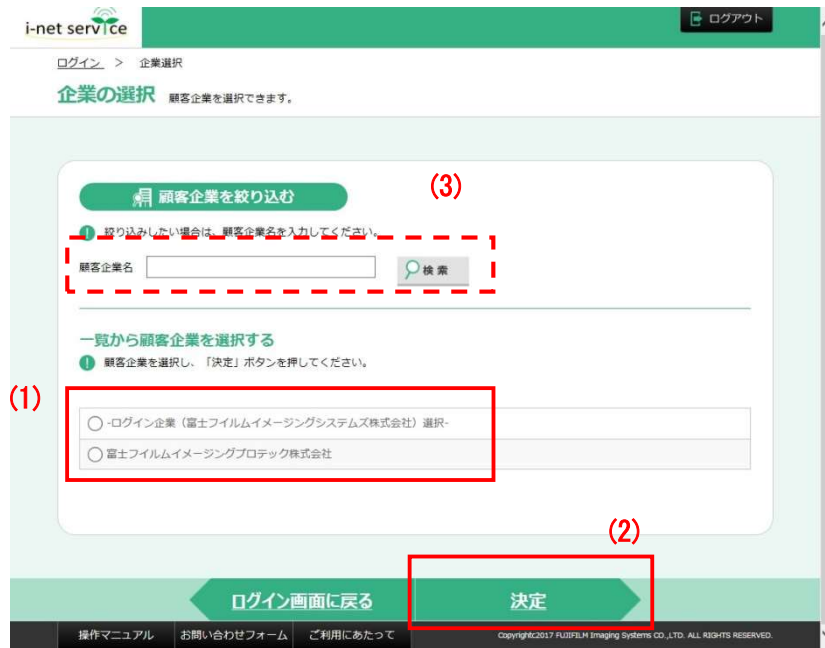 i-net service
ログアウト
ログイン > 企業選択
企業の選択 顧客企業を選択できます。
顧客企業を絞り込む
(3)
絞り込みしたい場合は、顧客企業名を入力してください。
顧客企業名 検索
一覧から顧客企業を選択する
顧客企業を選択し、「決定」ボタンを押してください。
(1)
-ログイン企業（富士フイルムイメージングシステムズ株式会社）選択-
富士フイルムイメージングプロテック株式会社
(2)
ログイン画面に戻る 決定
操作マニュアル お問い合わせフォーム ご利用にあたって Copyrightc2017 FUJIFILM Imaging Systems CO.,LTD. ALL RIGHTS RESERVED.